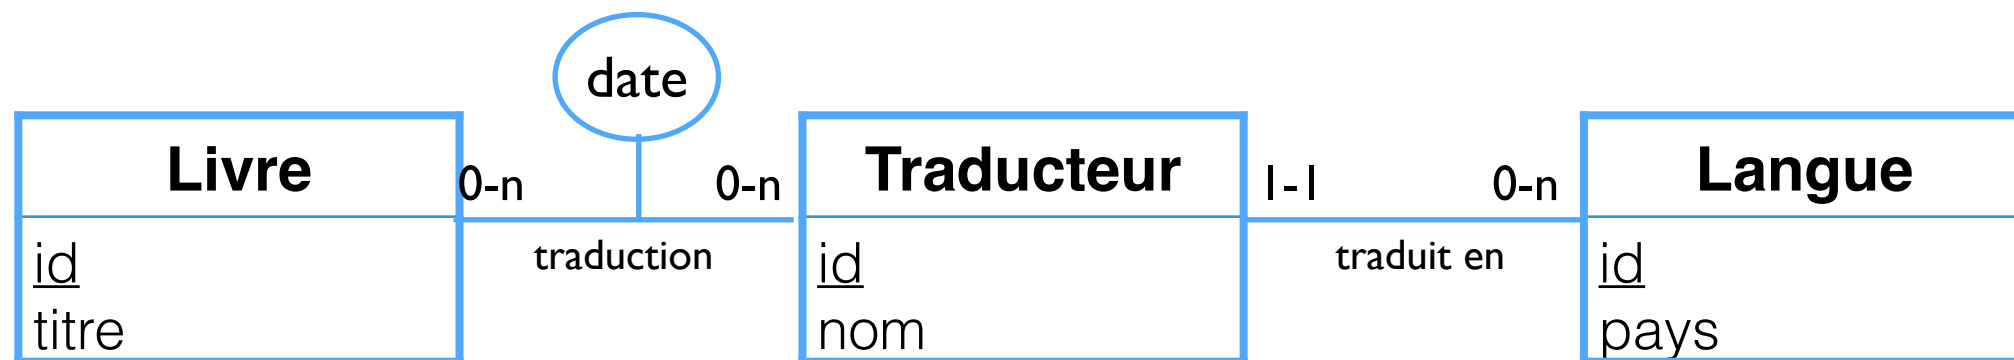 date
Livre
0-n
0-n
Traducteur
1-1
0-n
Langue
traduction
traduit en
id
titre
id
nom
id
pays